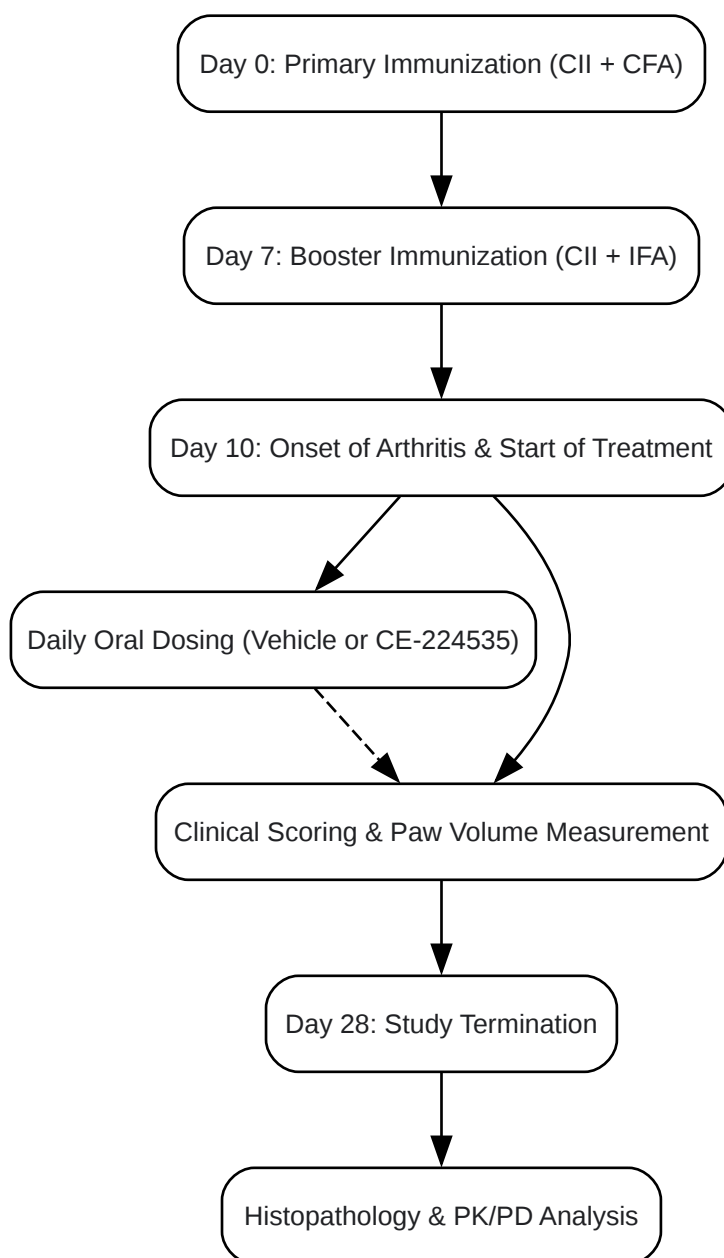 Day 0: Primary Immunization (CII + CFA)
Day 7: Booster Immunization (CII + IFA)
Day 10: Onset of Arthritis & Start of Treatment
Daily Oral Dosing (Vehicle or CE-224535)
Clinical Scoring & Paw Volume Measurement
Day 28: Study Termination
Histopathology & PK/PD Analysis